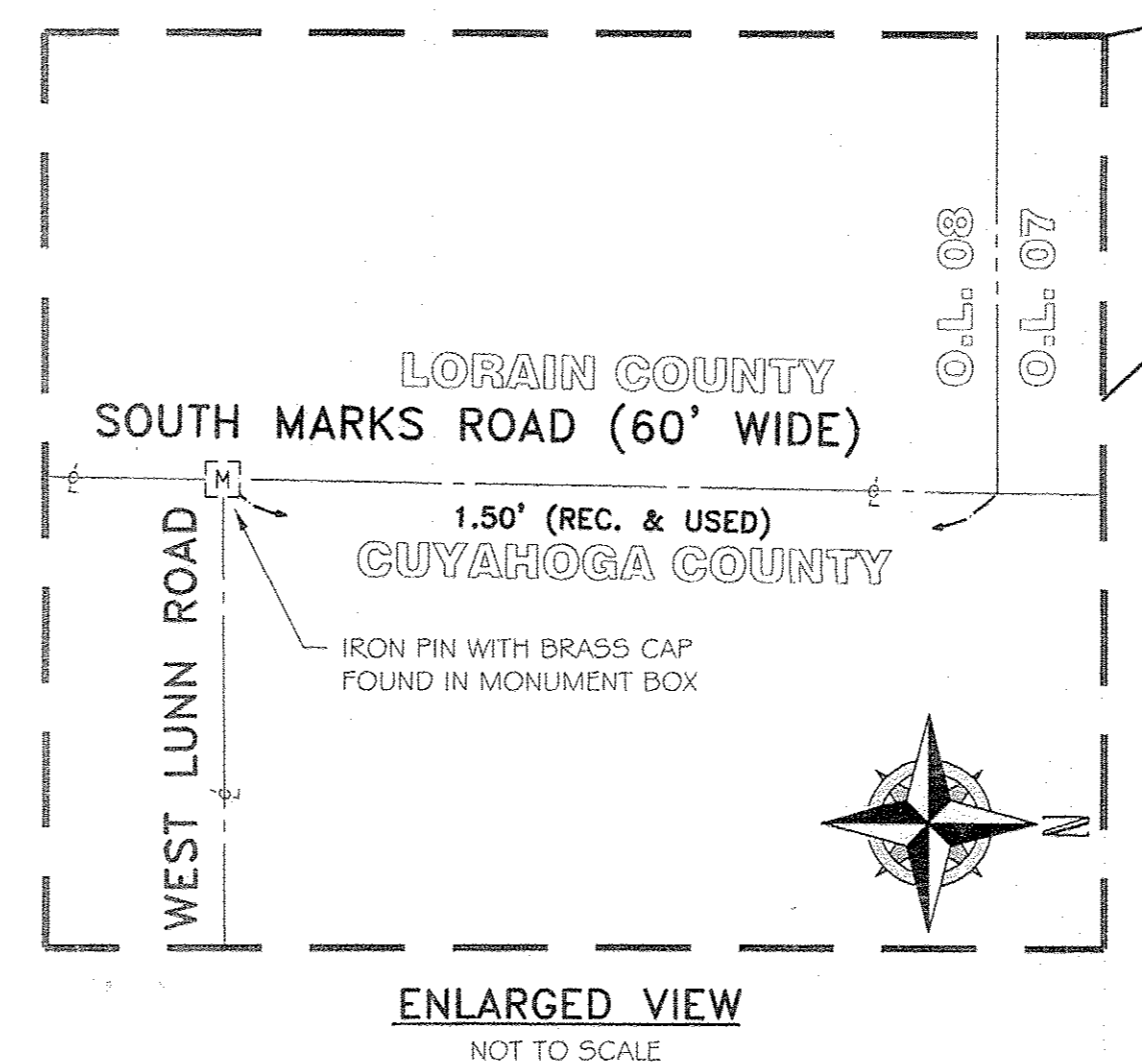 O.L. 08
O.L. 07
LORAIN COUNTY
SOUTH MARKS ROAD (60' WIDE)
M
1.50' (REC. & USED)
CUYAHOGA COUNTY
WEST LUNN ROAD
IRON PIN WITH BRASS CAP
FOUND IN MONUMENT BOX
N
ENLARGED VIEW
NOT TO SCALE